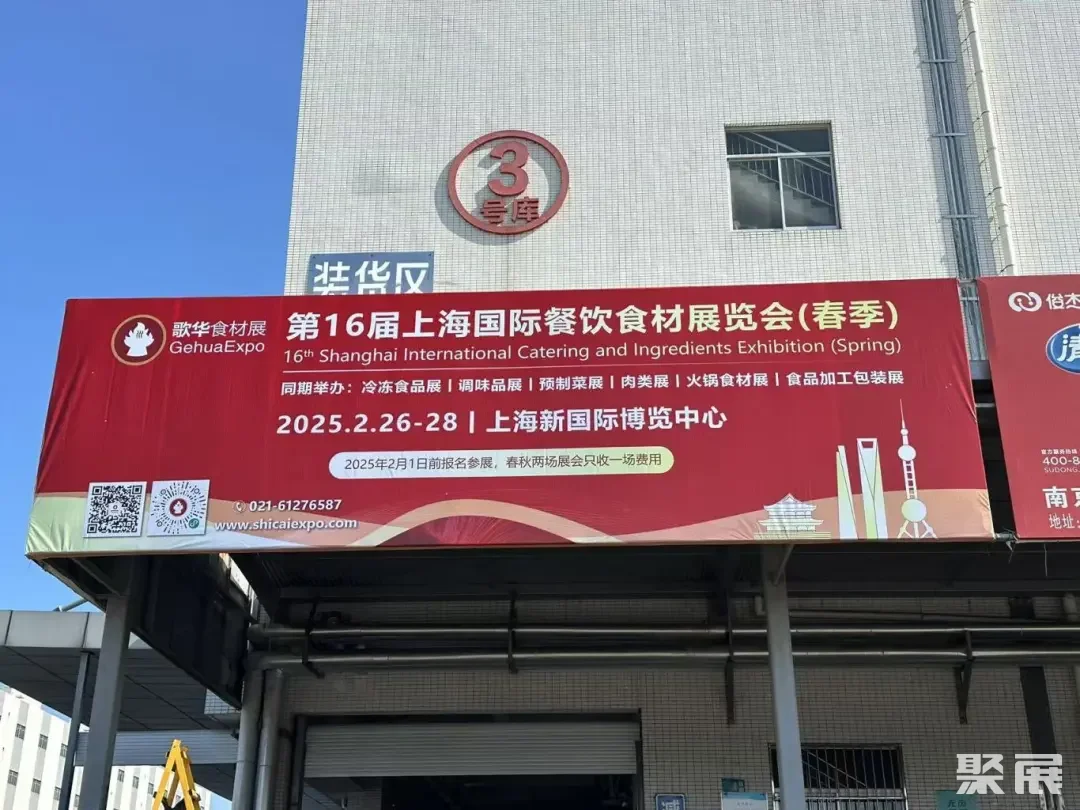 3
号库
装货区
歌华食材展
GehuaExpo
第16届上海国际餐饮食材展览会(春季)
16th Shanghai International Catering and Ingredients Exhibition (Spring)
同期举办：冷冻食品展 | 调味品展 | 预制菜展 | 肉类展 | 火锅食材展 | 食品加工包装展
2025.2.26-28 | 上海新国际博览中心
2025年2月1日前报名参展，春秋两场展会只收一场费用
021-61276587
www.shicaiexpo.com
俗杰
清
400-8
SUDONG
南京
地址:
聚展